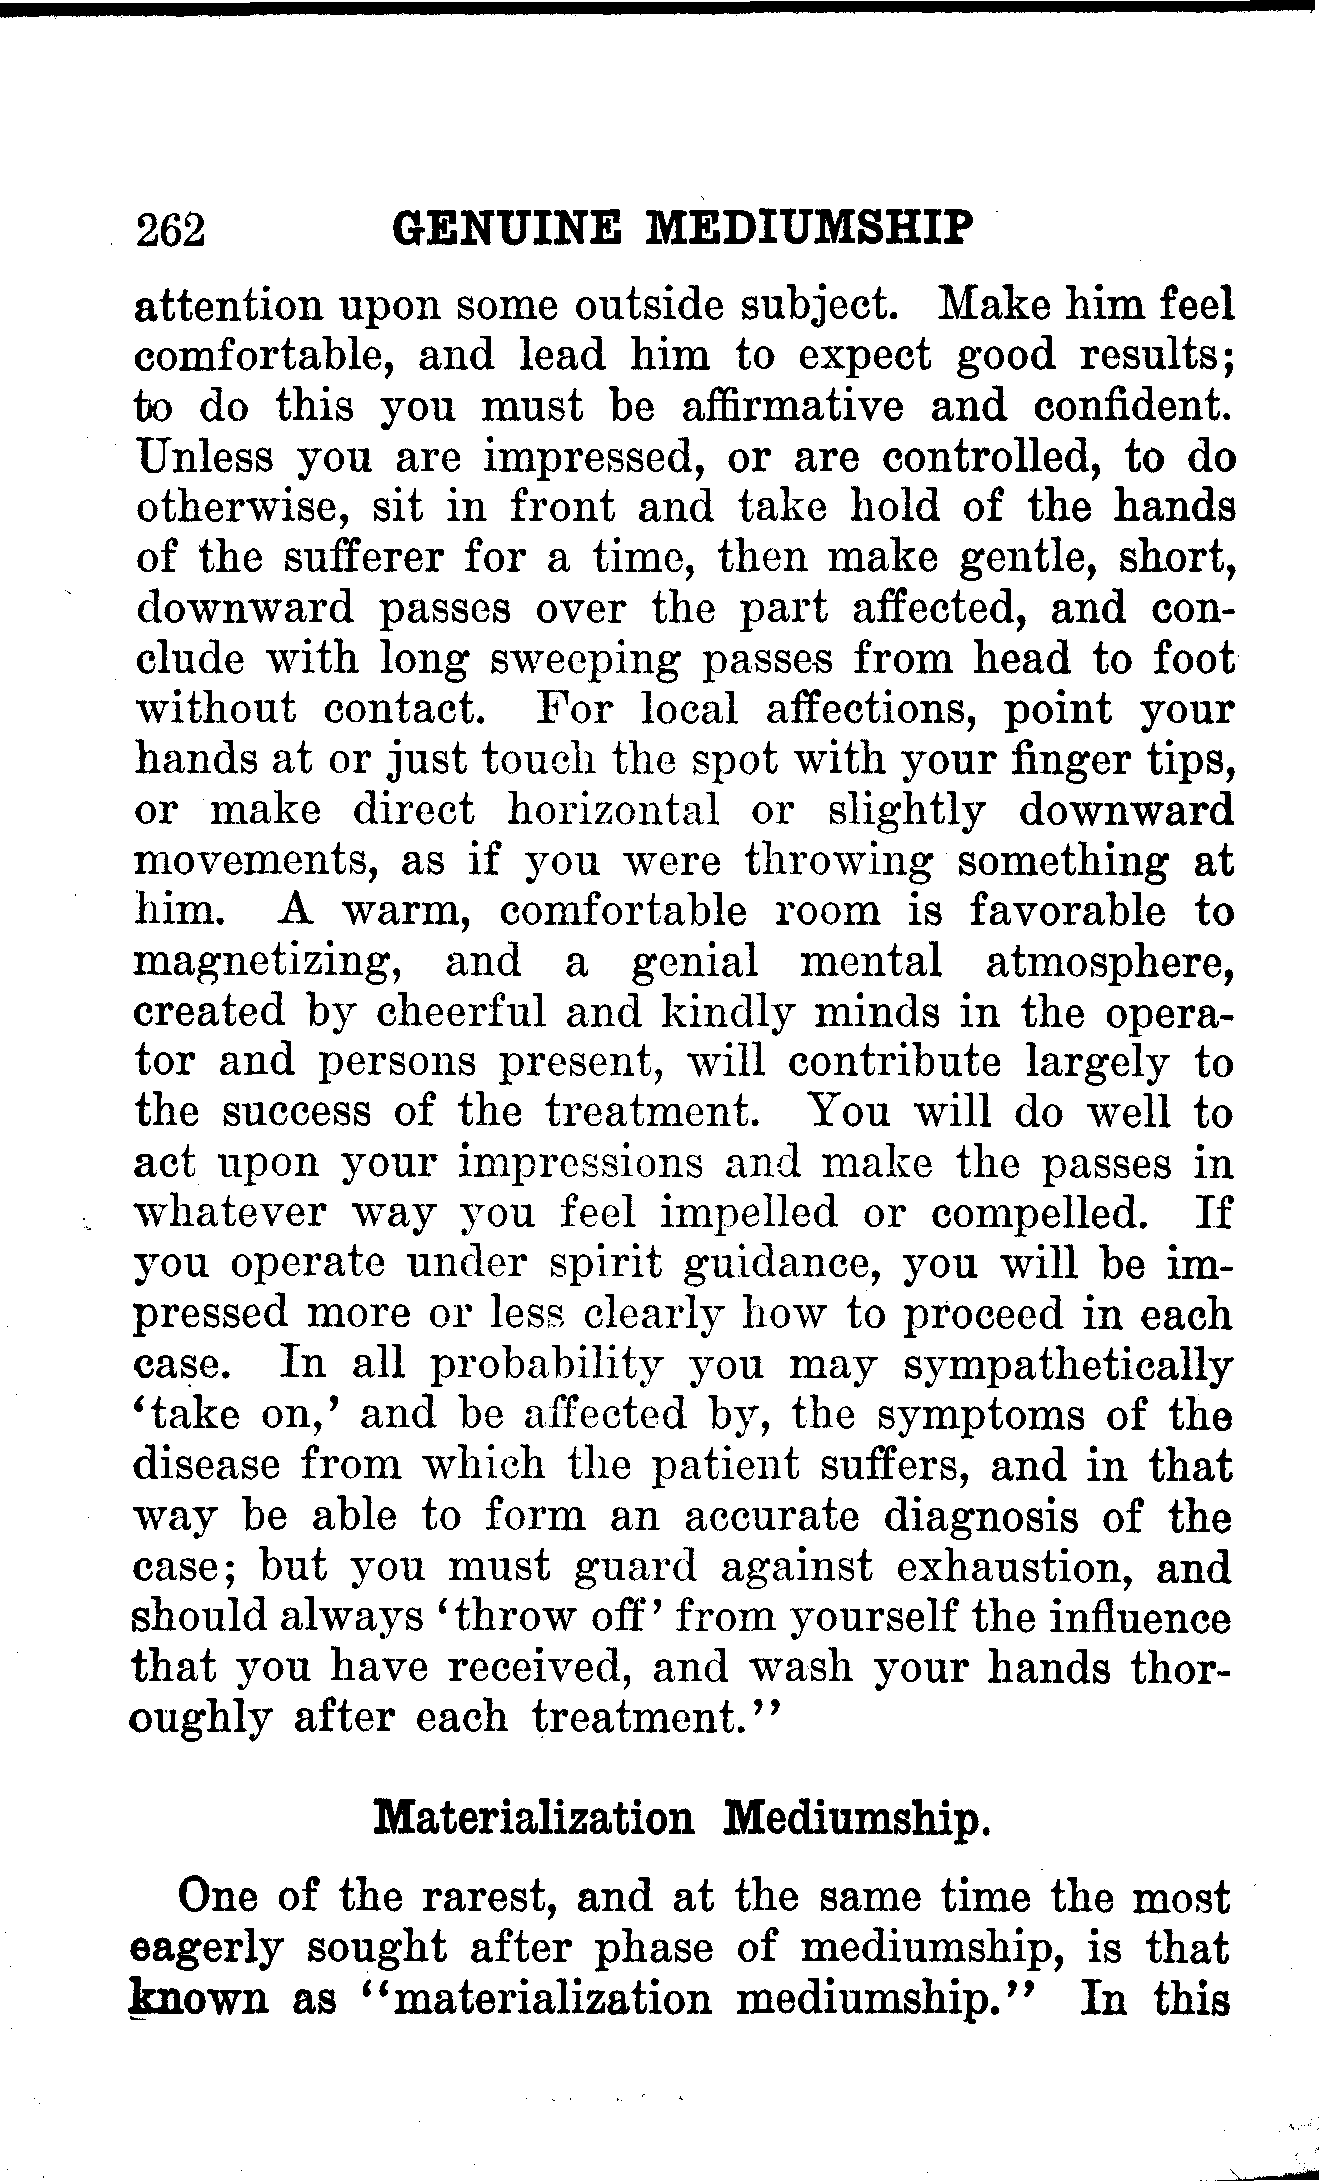 262 GENUINE MEDIUMSHIP
attention upon some outside subject. Make him feel
comfortable, and lead him to expect good results;
to do this you must be affirmative and confident.
Unless you are impressed, or are controlled, to do
otherwise, sit in front and take hold of the hands
of the sufferer for a time, then make gentle, short,
downward passes over the part affected, and con-
clude with long sweeping passes from head to foot
without contact. For local affections, point your
hands at or just touch the spot with your finger tips,
or make direct horizontal or slightly downward
movements, as if you were throwing something at
him. A warm, comfortable room is favorable to
magnetizing, and a genial mental atmosphere,
created by cheerful and kindly minds in the opera-
tor and persons present, will contribute largely to
the success of the treatment. You will do well to
act upon your impressions and make the passes in
whatever way you feel impelled or compelled. If
you operate under spirit guidance, you will be im-
pressed more or less clearly how to proceed in each
case. In all probability you may sympathetically
‘take on,’ and be affected by, the symptoms of the
disease from which the patient suffers, and in that
way be able to form an accurate diagnosis of the
case; but you must guard against exhaustion, and
should always ‘throw off’ from yourself the influence
that you have received, and wash your hands thor-
oughly after each treatment.”
Materialization Mediumship.
One of the rarest, and at the same time the most
eagerly sought after phase of mediumship, is that
known as “materialization mediumship.” In this